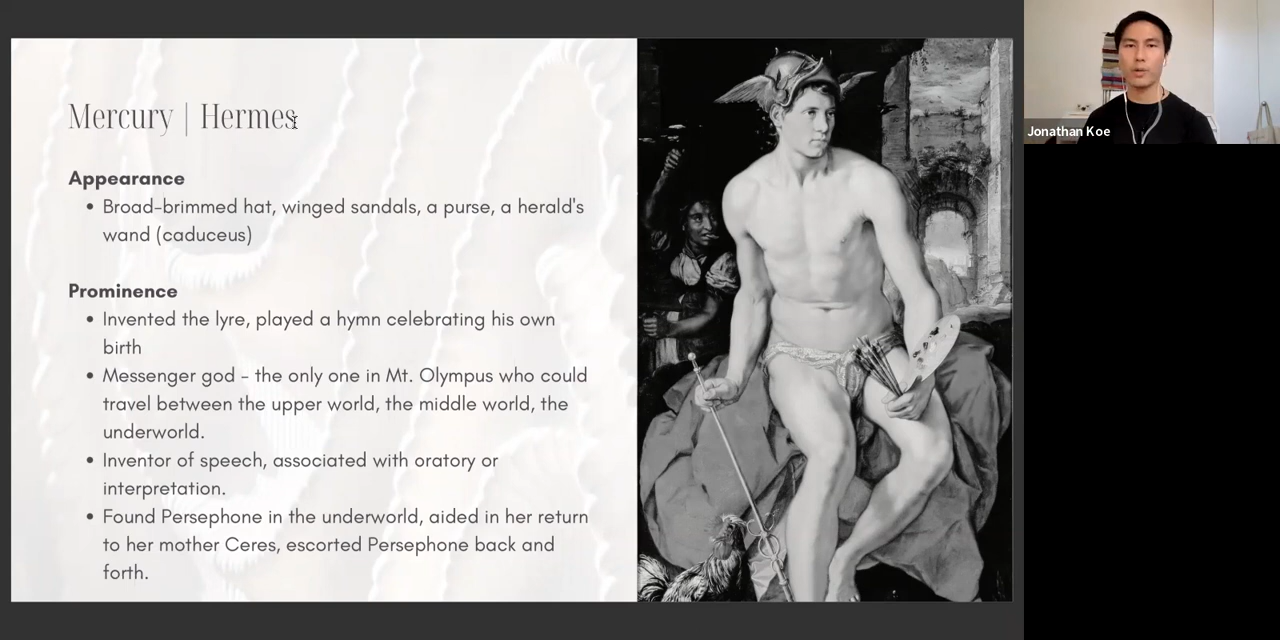 Mercury | Hermes
Appearance
• Broad-brimmed hat, winged sandals, a purse, a herald's
wand (caduceus)
Prominence
• Invented the lyre, played a hymn celebrating his own
birth
• Messenger god - the only one in Mt. Olympus who could
travel between the upper world, the middle world, the
underworld.
• Inventor of speech, associated with oratory or
interpretation.
• Found Persephone in the underworld, aided in her return
to her mother Ceres, escorted Persephone back and
forth.
Jonathan Koe